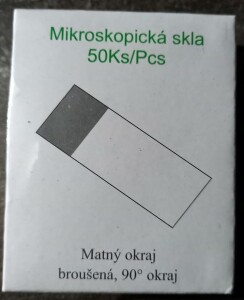 Mikroskopická skla
50Ks/Pcs
Matný okraj
broušená, 90° okraj